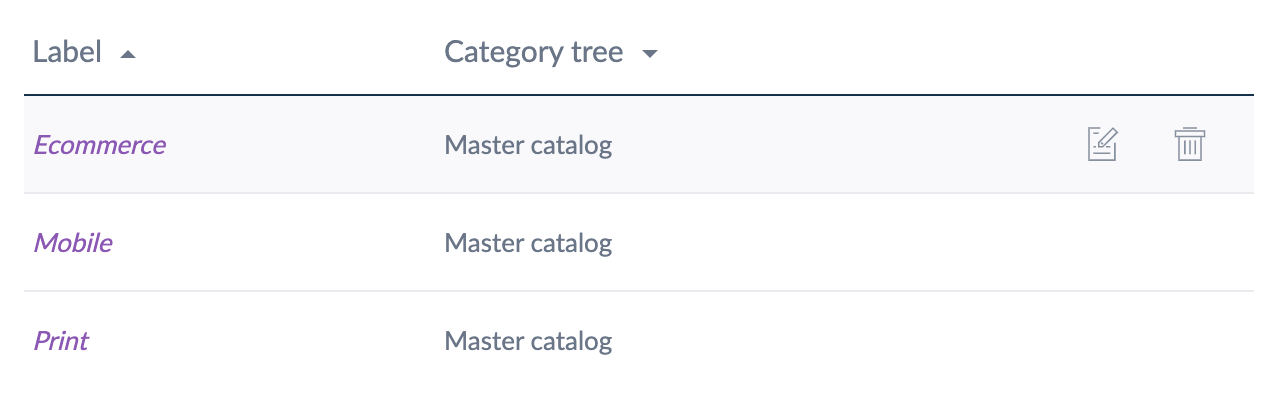 Label Category tree
Ecommerce Master catalog
Mobile Master catalog
Print Master catalog